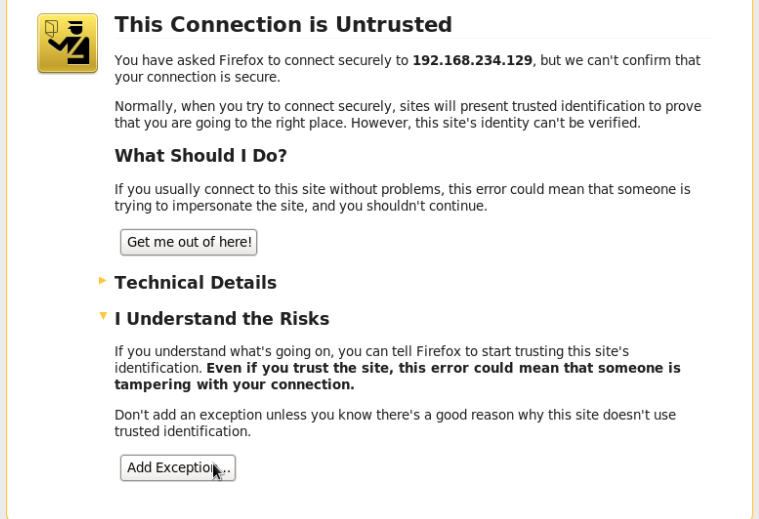 This Connection is Untrusted
You have asked Firefox to connect securely to 192.168.234.129, but we can't confirm that
your connection is secure.
Normally, when you try to connect securely, sites will present trusted identification to prove
that you are going to the right place. However, this site's identity can't be verified.
What Should I Do?
If you usually connect to this site without problems, this error could mean that someone is
trying to impersonate the site, and you shouldn't continue.
Get me out of here!
Technical Details
I Understand the Risks
If you understand what's going on, you can tell Firefox to start trusting this site's
identification. Even if you trust the site, this error could mean that someone is
tampering with your connection.
Don't add an exception unless you know there's a good reason why this site doesn't use
trusted identification.
Add Exception...